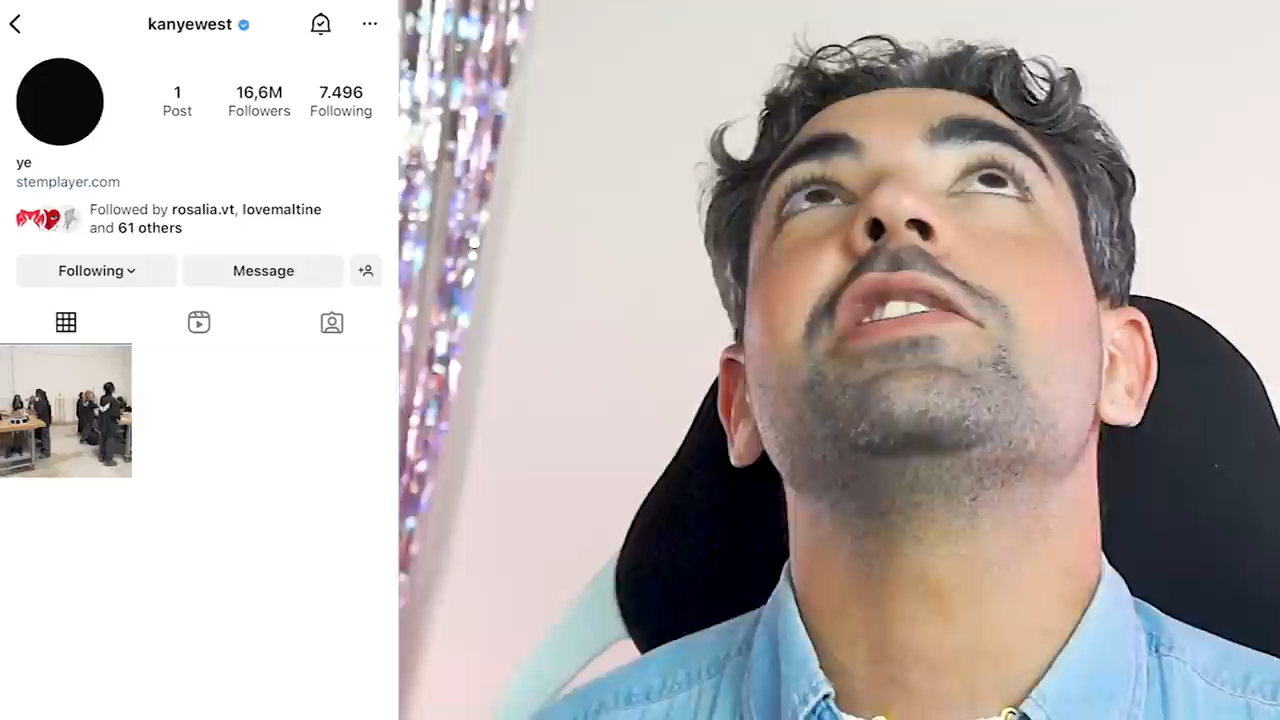 kanyewest
1 16,6M 7.496
Post Followers Following
ye
stemplayer.com
Followed by rosalia.vt, lovemaltine
and 61 others
Following Message